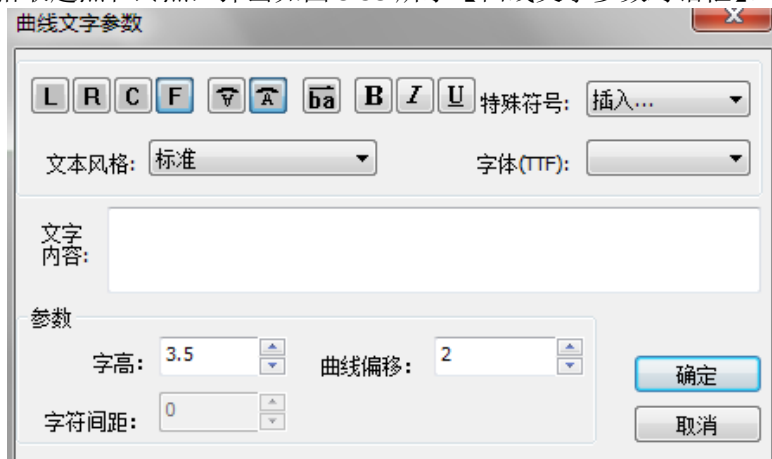 曲线文字参数
L R C F A A ba B I U 特殊符号: 插入...
文本风格: 标准 字体(TTF):
文字
内容:
参数
字高: 3.5 曲线偏移: 2
确定
字符间距: 0
取消